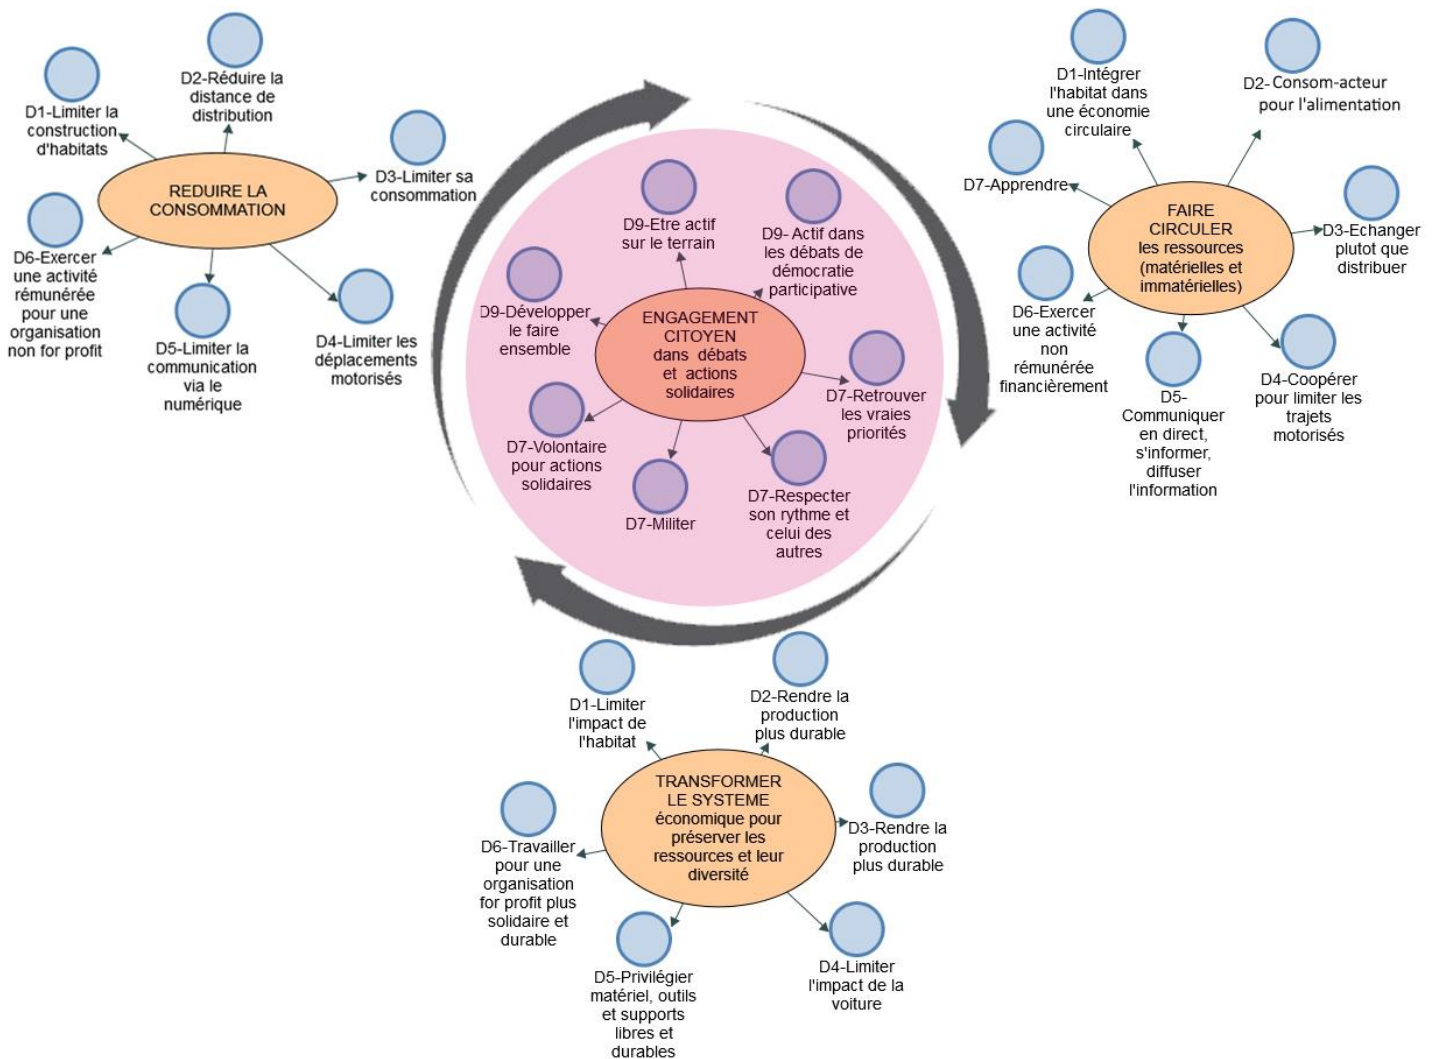 D1-Limiter la
construction
d'habitats
D2-Réduire la
distance de
distribution
D3-Limiter sa
consommation
REDUIRE LA
CONSOMMATION
D6-Exercer
une activité
rémunérée
pour une
organisation
non for profit
D5-Limiter la
communication
via le
numérique
D4-Limiter les
déplacements
motorisés
D9-Etre actif
sur le terrain
D9- Actif dans
les débats de
démocratie
participative
D9-Développer
le faire
ensemble
ENGAGEMENT
CITOYEN
dans débats
et actions
solidaires
D7-Retrouver
les vraies
priorités
D7-Volontaire
pour actions
solidaires
D7-Militer
D7-Respecter
son rythme et
celui des
autres
D1-Intégrer
l'habitat dans
une économie
circulaire
D2-Consom-acteur
pour l'alimentation
D7-Apprendre
FAIRE
CIRCULER
les ressources
(matérielles et
immatérielles)
D3-Echanger
plutot que
distribuer
D6-Exercer
une activité
non
rémunérée
financièrement
D5-
Communiquer
en direct,
s'informer,
diffuser
l'information
D4-Coopérer
pour limiter les
trajets
motorisés
D1-Limiter
l'impact de
l'habitat
D2-Rendre la
production
plus durable
TRANSFORMER
LE SYSTEME
économique pour
préserver les
ressources et leur
diversité
D3-Rendre la
production
plus durable
D6-Travailler
pour une
organisation
for profit plus
solidaire et
durable
D5-Privilégier
matériel, outils
et supports
libres et
durables
D4-Limiter
l'impact de la
voiture